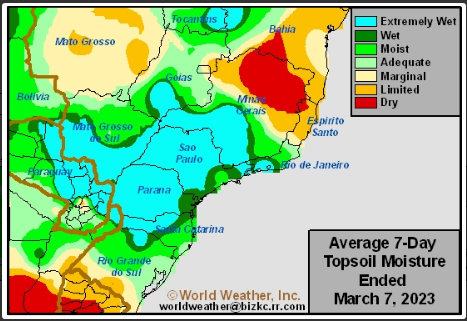 Tocantins
Bahia
Mato Grosso
Goias
Bolivia
Minas
Gerais
Mato Grosso
do Sul
Espirito
Santo
Sao
Paulo
Rio de Janeiro
Paraguay
Parana
Santa Catarina
Rio Grande
do Sul
Extremely Wet
Wet
Moist
Adequate
Marginal
Limited
Dry
Average 7-Day
Topsoil Moisture
Ended
March 7, 2023
©World Weather, Inc.
worldweather@bizkc.rr.com